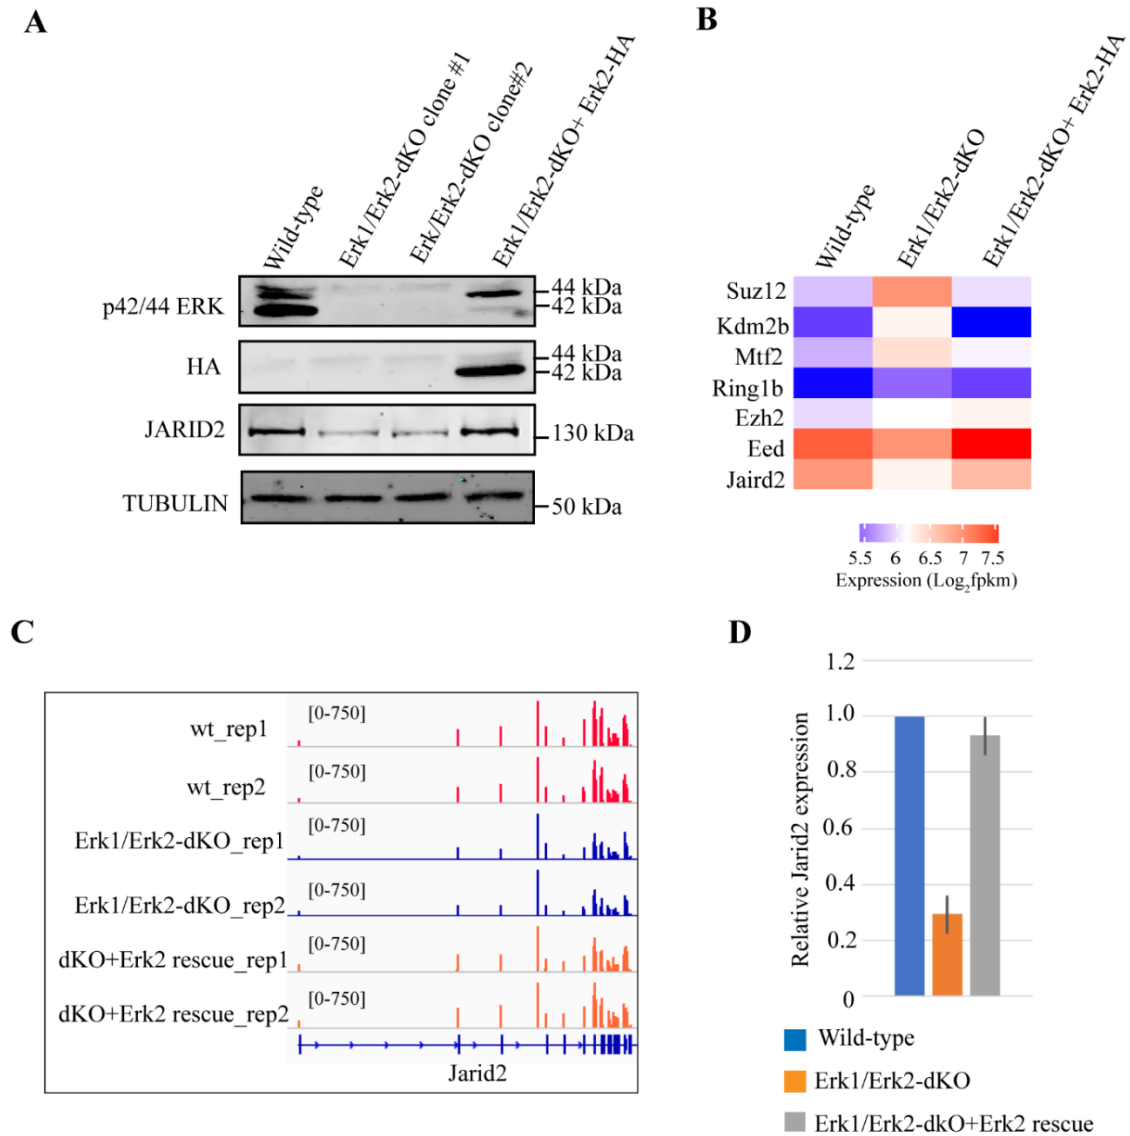 A
Wild-type
Erk1/Erk2-dKO clone #1
Erk/Erk2-dKO clone#2
Erk1/Erk2-dKO+ Erk2-HA
p42/44 ERK
44 kDa
42 kDa
HA
44 kDa
42 kDa
JARID2
130 kDa
TUBULIN
50 kDa
B
Wild-type
Erk1/Erk2-dKO
Erk1/Erk2-dKO+ Erk2-HA
Suz12
Kdm2b
Mtf2
Ring1b
Ezh2
Eed
Jaird2
5.5 6 6.5 7 7.5
Expression (Log2fpkm)
C
wt_rep1 [0-750]
wt_rep2 [0-750]
Erk1/Erk2-dKO_rep1 [0-750]
Erk1/Erk2-dKO_rep2 [0-750]
dKO+Erk2 rescue_rep1 [0-750]
dKO+Erk2 rescue_rep2 [0-750]
Jarid2
D
Relative Jarid2 expression
1.2
1.0
0.8
0.6
0.4
0.2
0
Wild-type
Erk1/Erk2-dKO
Erk1/Erk2-dkO+Erk2 rescue